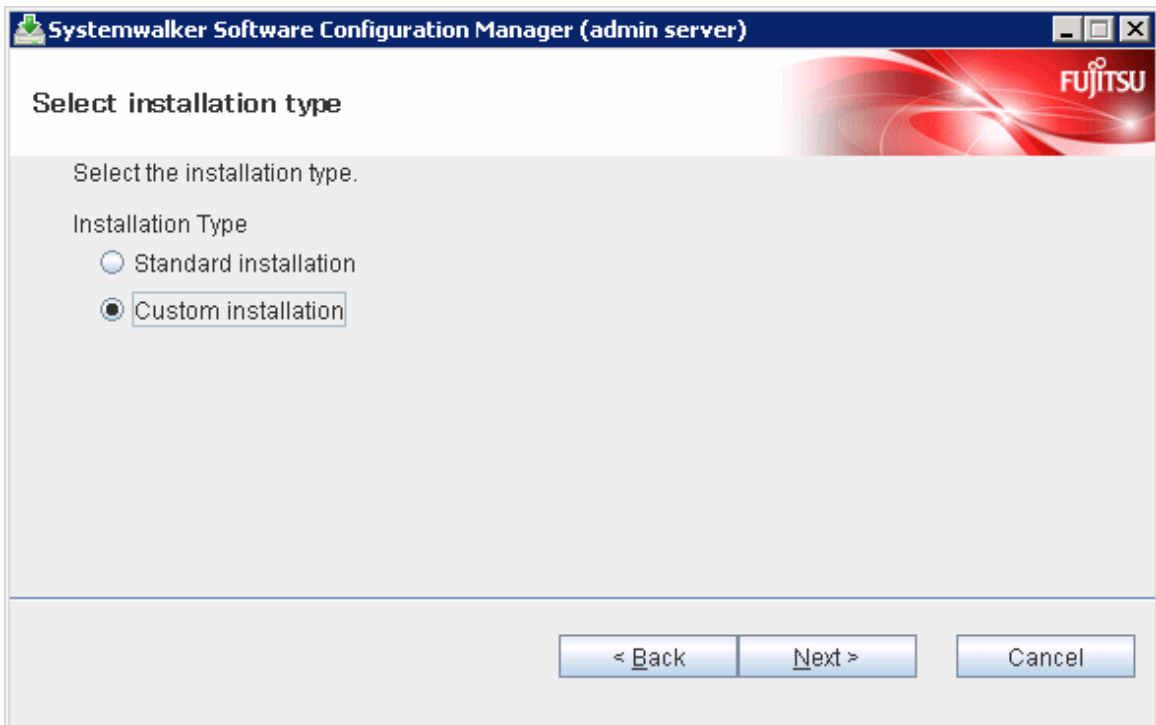 Systemwalker Software Configuration Manager (admin server)
FUJITSU
Select installation type
Select the installation type.
Installation Type
Standard installation
Custom installation
< Back
Next >
Cancel